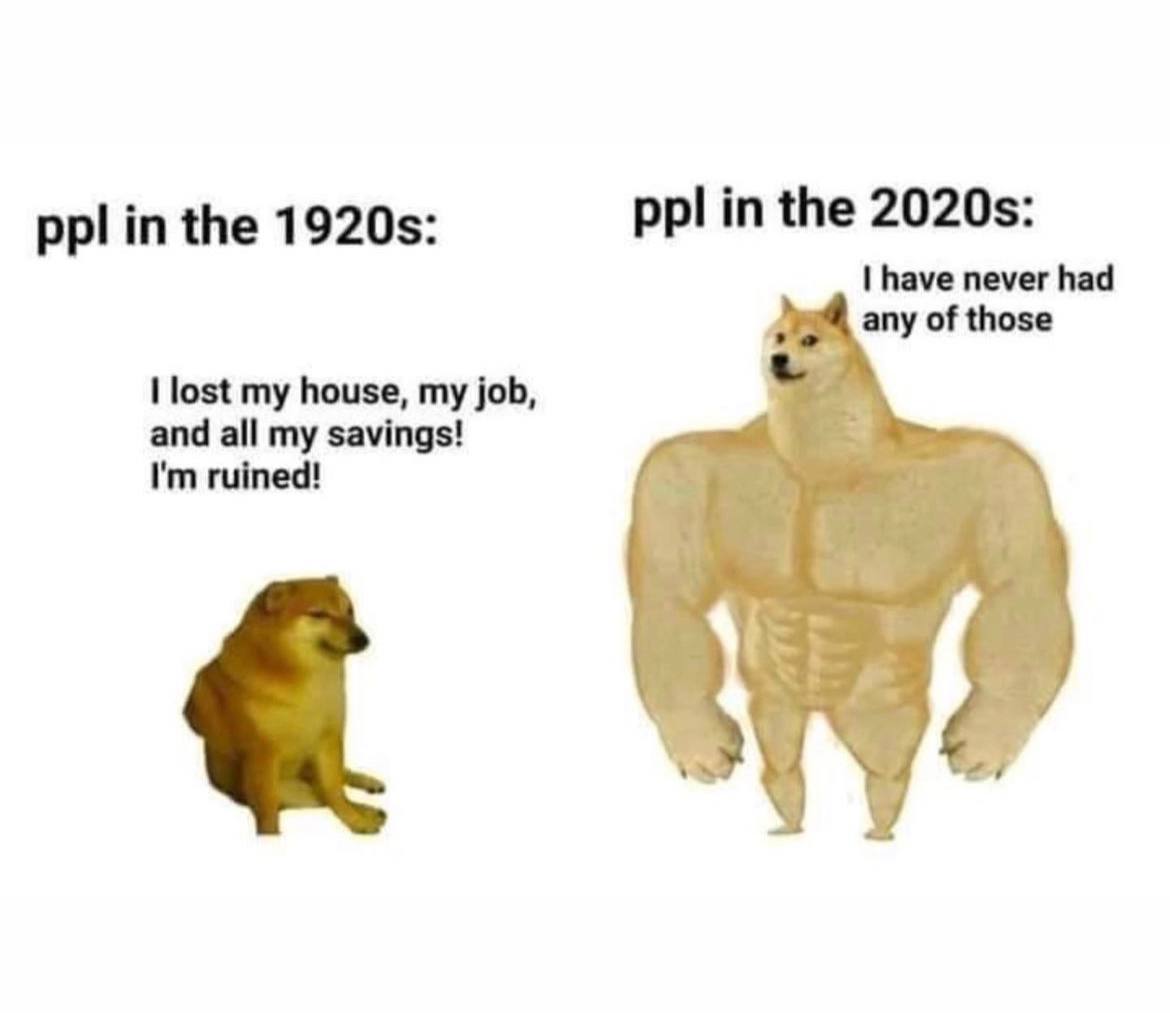 ppl in the 1920s:
I lost my house, my job,
and all my savings!
I'm ruined!
ppl in the 2020s:
I have never had
any of those